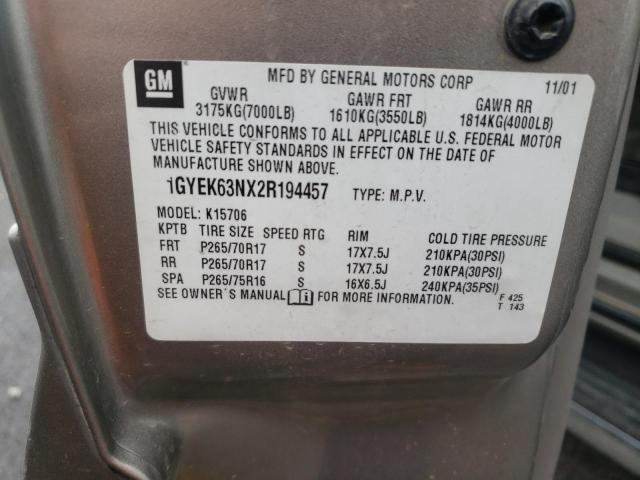 GM
MFD BY GENERAL MOTORS CORP 11/01
GVWR GAWR FRT GAWR RR
3175KG(7000LB) 1610KG(3550LB) 1814KG(4000LB)
THIS VEHICLE CONFORMS TO ALL APPLICABLE U.S. FEDERAL MOTOR
VEHICLE SAFETY STANDARDS IN EFFECT ON THE DATE OF
MANUFACTURE SHOWN ABOVE.
1GYEK63NX2R194457 TYPE: M.P.V.
MODEL: K15706
KPTB TIRE SIZE SPEED RTG RIM COLD TIRE PRESSURE
FRT P265/70R17 S 17X7.5J 210KPA(30PSI)
RR P265/70R17 S 17X7.5J 210KPA(30PSI)
SPA P265/75R16 S 16X6.5J 240KPA(35PSI)
SEE OWNER'S MANUAL i FOR MORE INFORMATION. F 425
T 143